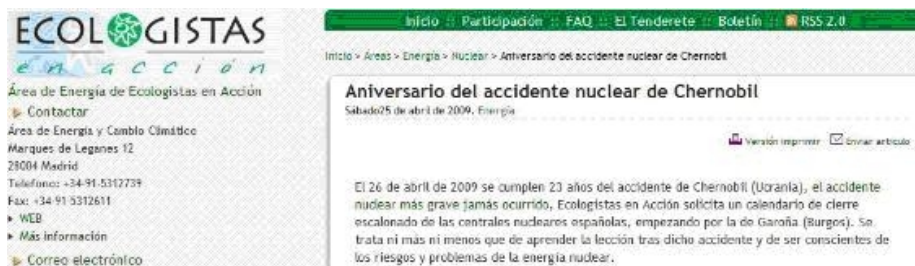 ECOLOGISTAS
en acción
Área de Energía de Ecologistas en Acción
Contactar
Área de Energía y Cambio Climático
Marques de Leganes 12
28004 Madrid
Telefono: +34-91-5312739
Fax: +34 91 5312611
WEB
Más información
Correo electrónico
Inicio :: Participación :: FAQ :: El Tenderete :: Boletín :: RSS 2.0
Inicio > Areas > Energía > Nuclear > Aniversario del accidente nuclear de Chernobil
Aniversario del accidente nuclear de Chernobil
Sábado25 de abril de 2009. Energía
Versión imprimir Enviar articulo
El 26 de abril de 2009 se cumplen 23 años del accidente de Chernobil (Ucrania), el accidente
nuclear más grave jamás ocurrido, Ecologistas en Acción solicita un calendario de cierre
escalonado de las centrales nucleares españolas, empezando por la de Garoña (Burgos). Se
trata ni más ni menos que de aprender la lección tras dicho accidente y de ser conscientes de
los riesgos y problemas de la energía nuclear.